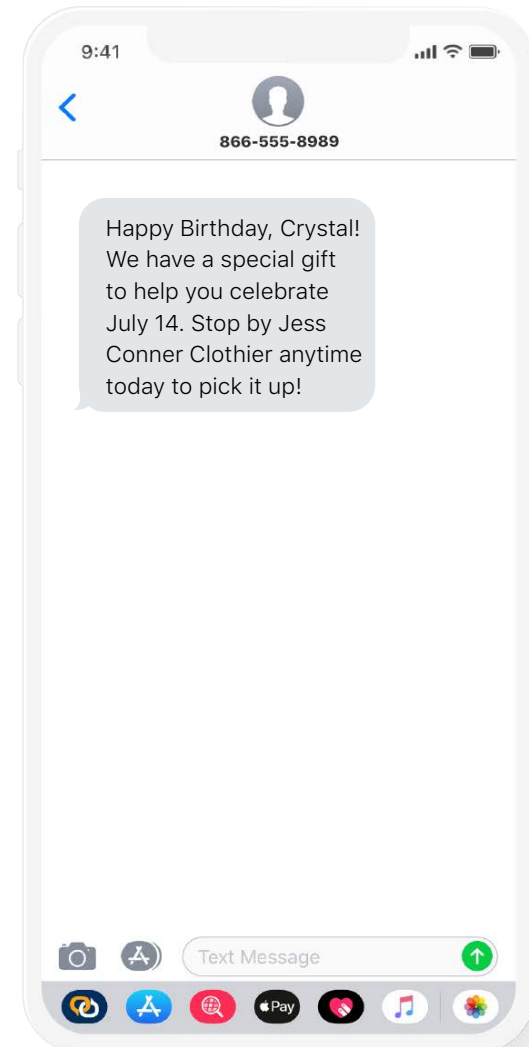 9:41
866-555-8989
Happy Birthday, Crystal!
We have a special gift
to help you celebrate
July 14. Stop by Jess
Conner Clothier anytime
today to pick it up!
Text Message
Pay